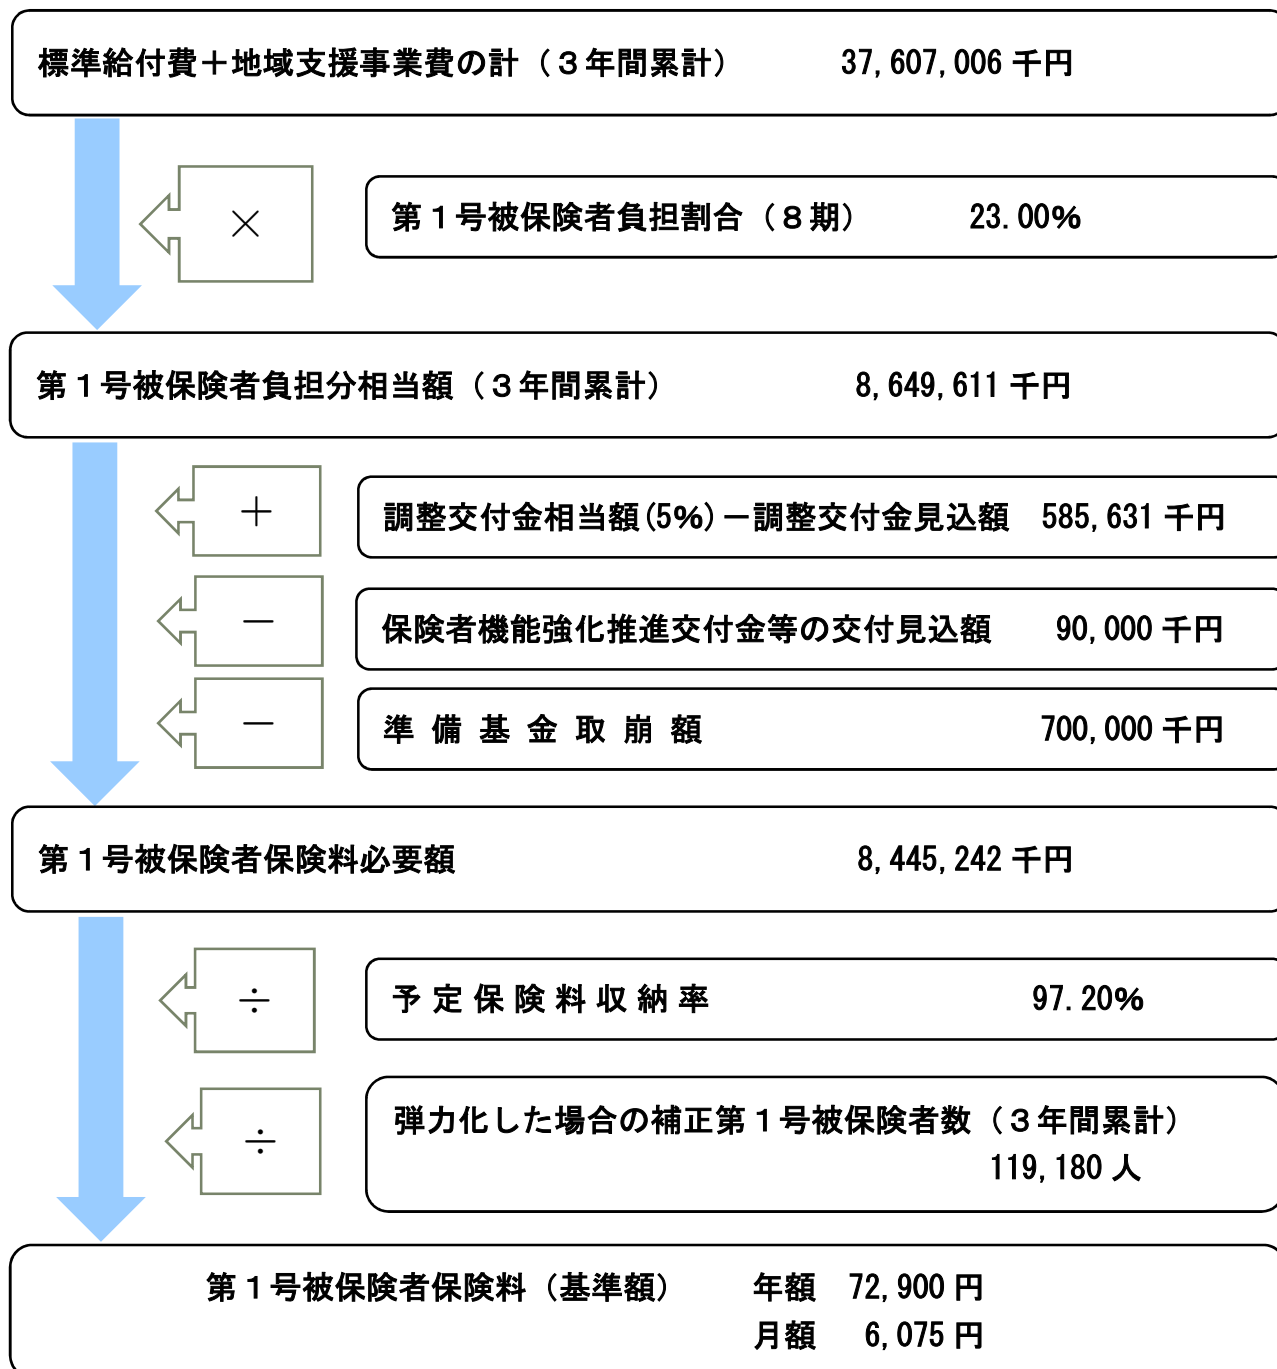 標準給付費＋地域支援事業費の計（３年間累計） 37,607,006 千円
×
第１号被保険者負担割合（８期） 23.00%
第１号被保険者負担分相当額（３年間累計） 8,649,611 千円
＋
調整交付金相当額(5%)－調整交付金見込額 585,631 千円
－
保険者機能強化推進交付金等の交付見込額 90,000 千円
－
準備基金取崩額 700,000 千円
第１号被保険者保険料必要額 8,445,242 千円
÷
予定保険料収納率 97.20%
÷
弾力化した場合の補正第１号被保険者数（３年間累計）
119,180 人
第１号被保険者保険料（基準額） 年額 72,900 円
月額 6,075 円